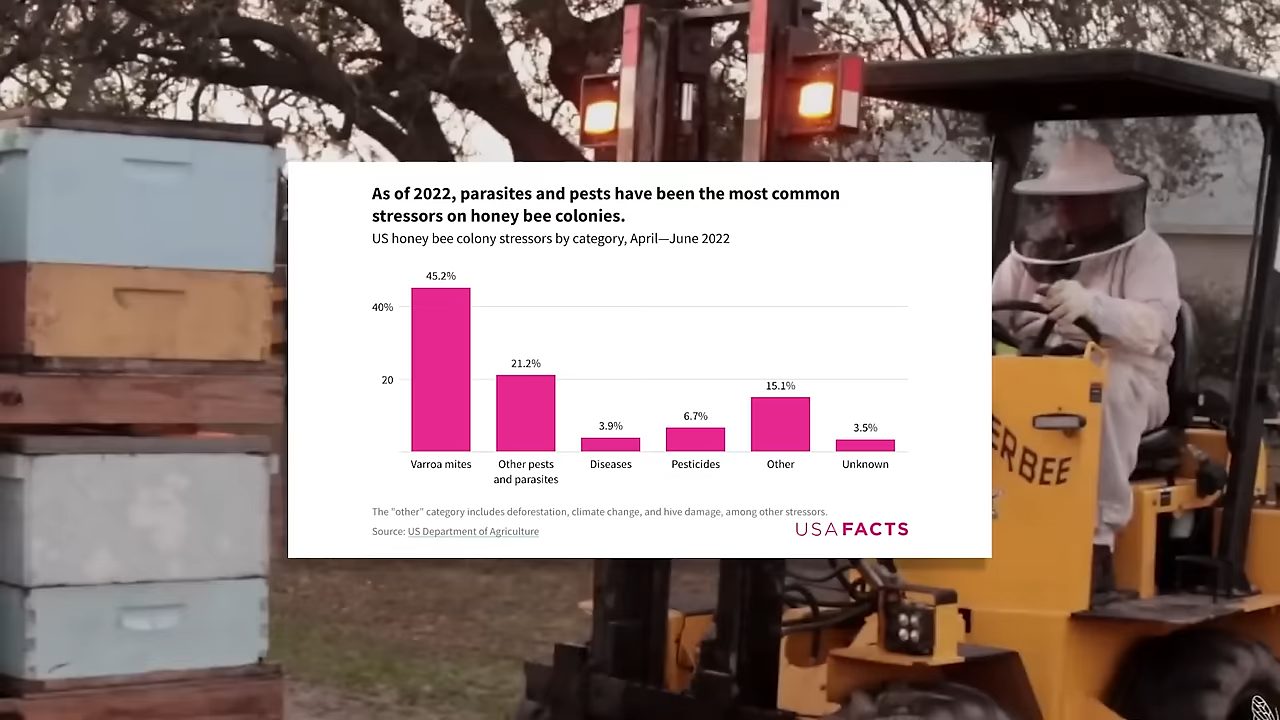 As of 2022, parasites and pests have been the most common
stressors on honey bee colonies.
US honey bee colony stressors by category, April—June 2022
45.2%
40%
21.2%
20
15.1%
6.7%
3.9%
3.5%
Varroa mites
Other pests
and parasites
Diseases
Pesticides
Other
Unknown
The "other" category includes deforestation, climate change, and hive damage, among other stressors.
Source: US Department of Agriculture
USAFACTS
ERBEE